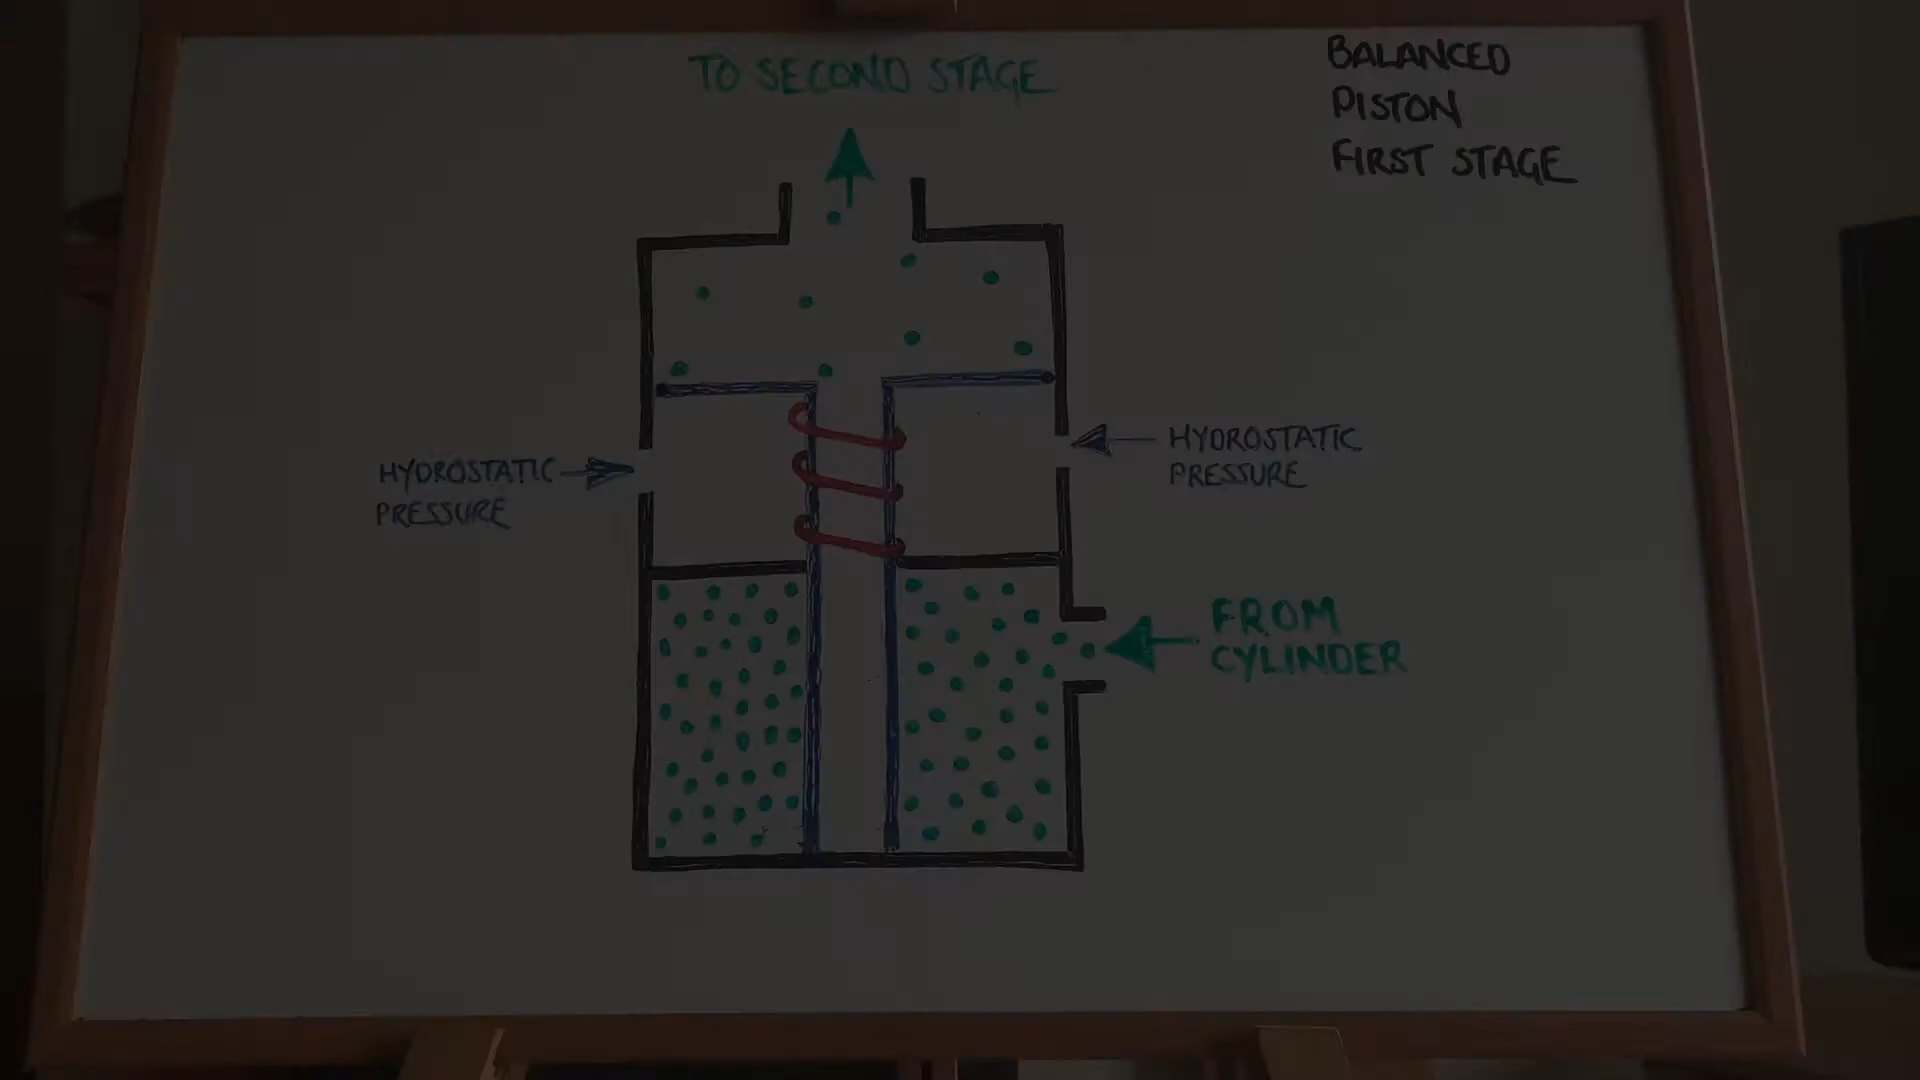 TO SECOND STAGE
BALANCED
PISTON
FIRST STAGE
HYDROSTATIC
PRESSURE
HYDROSTATIC
PRESSURE
FROM
CYLINDER